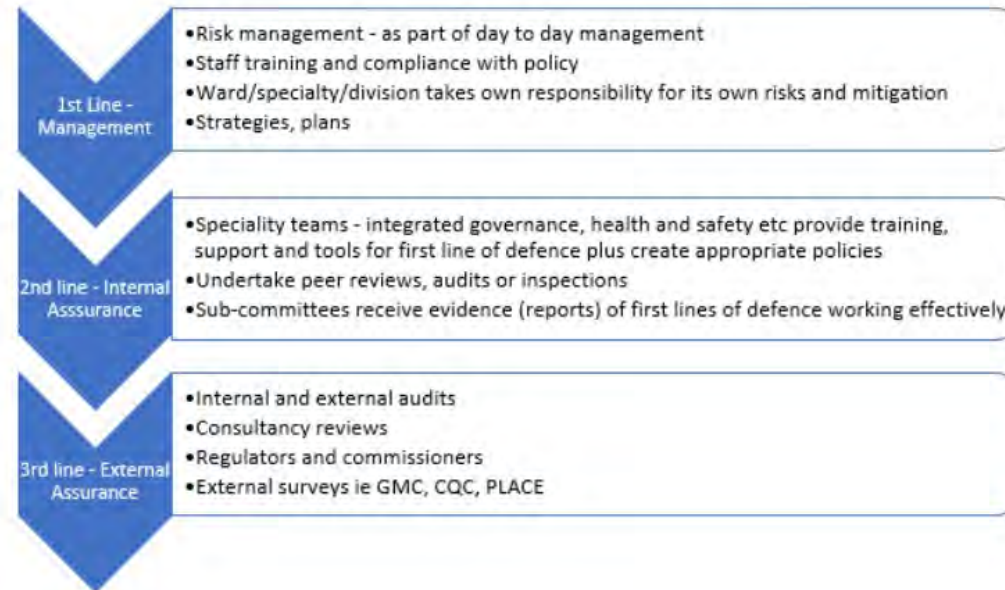 1st Line -
Management
•Risk management - as part of day to day management
•Staff training and compliance with policy
•Ward/specialty/division takes own responsibility for its own risks and mitigation
•Strategies, plans
2nd line - Internal
Asssurance
•Speciality teams - integrated governance, health and safety etc provide training,
support and tools for first line of defence plus create appropriate policies
•Undertake peer reviews, audits or inspections
•Sub-committees receive evidence (reports) of first lines of defence working effectively
3rd line - External
Assurance
•Internal and external audits
•Consultancy reviews
•Regulators and commissioners
•External surveys ie GMC, CQC, PLACE